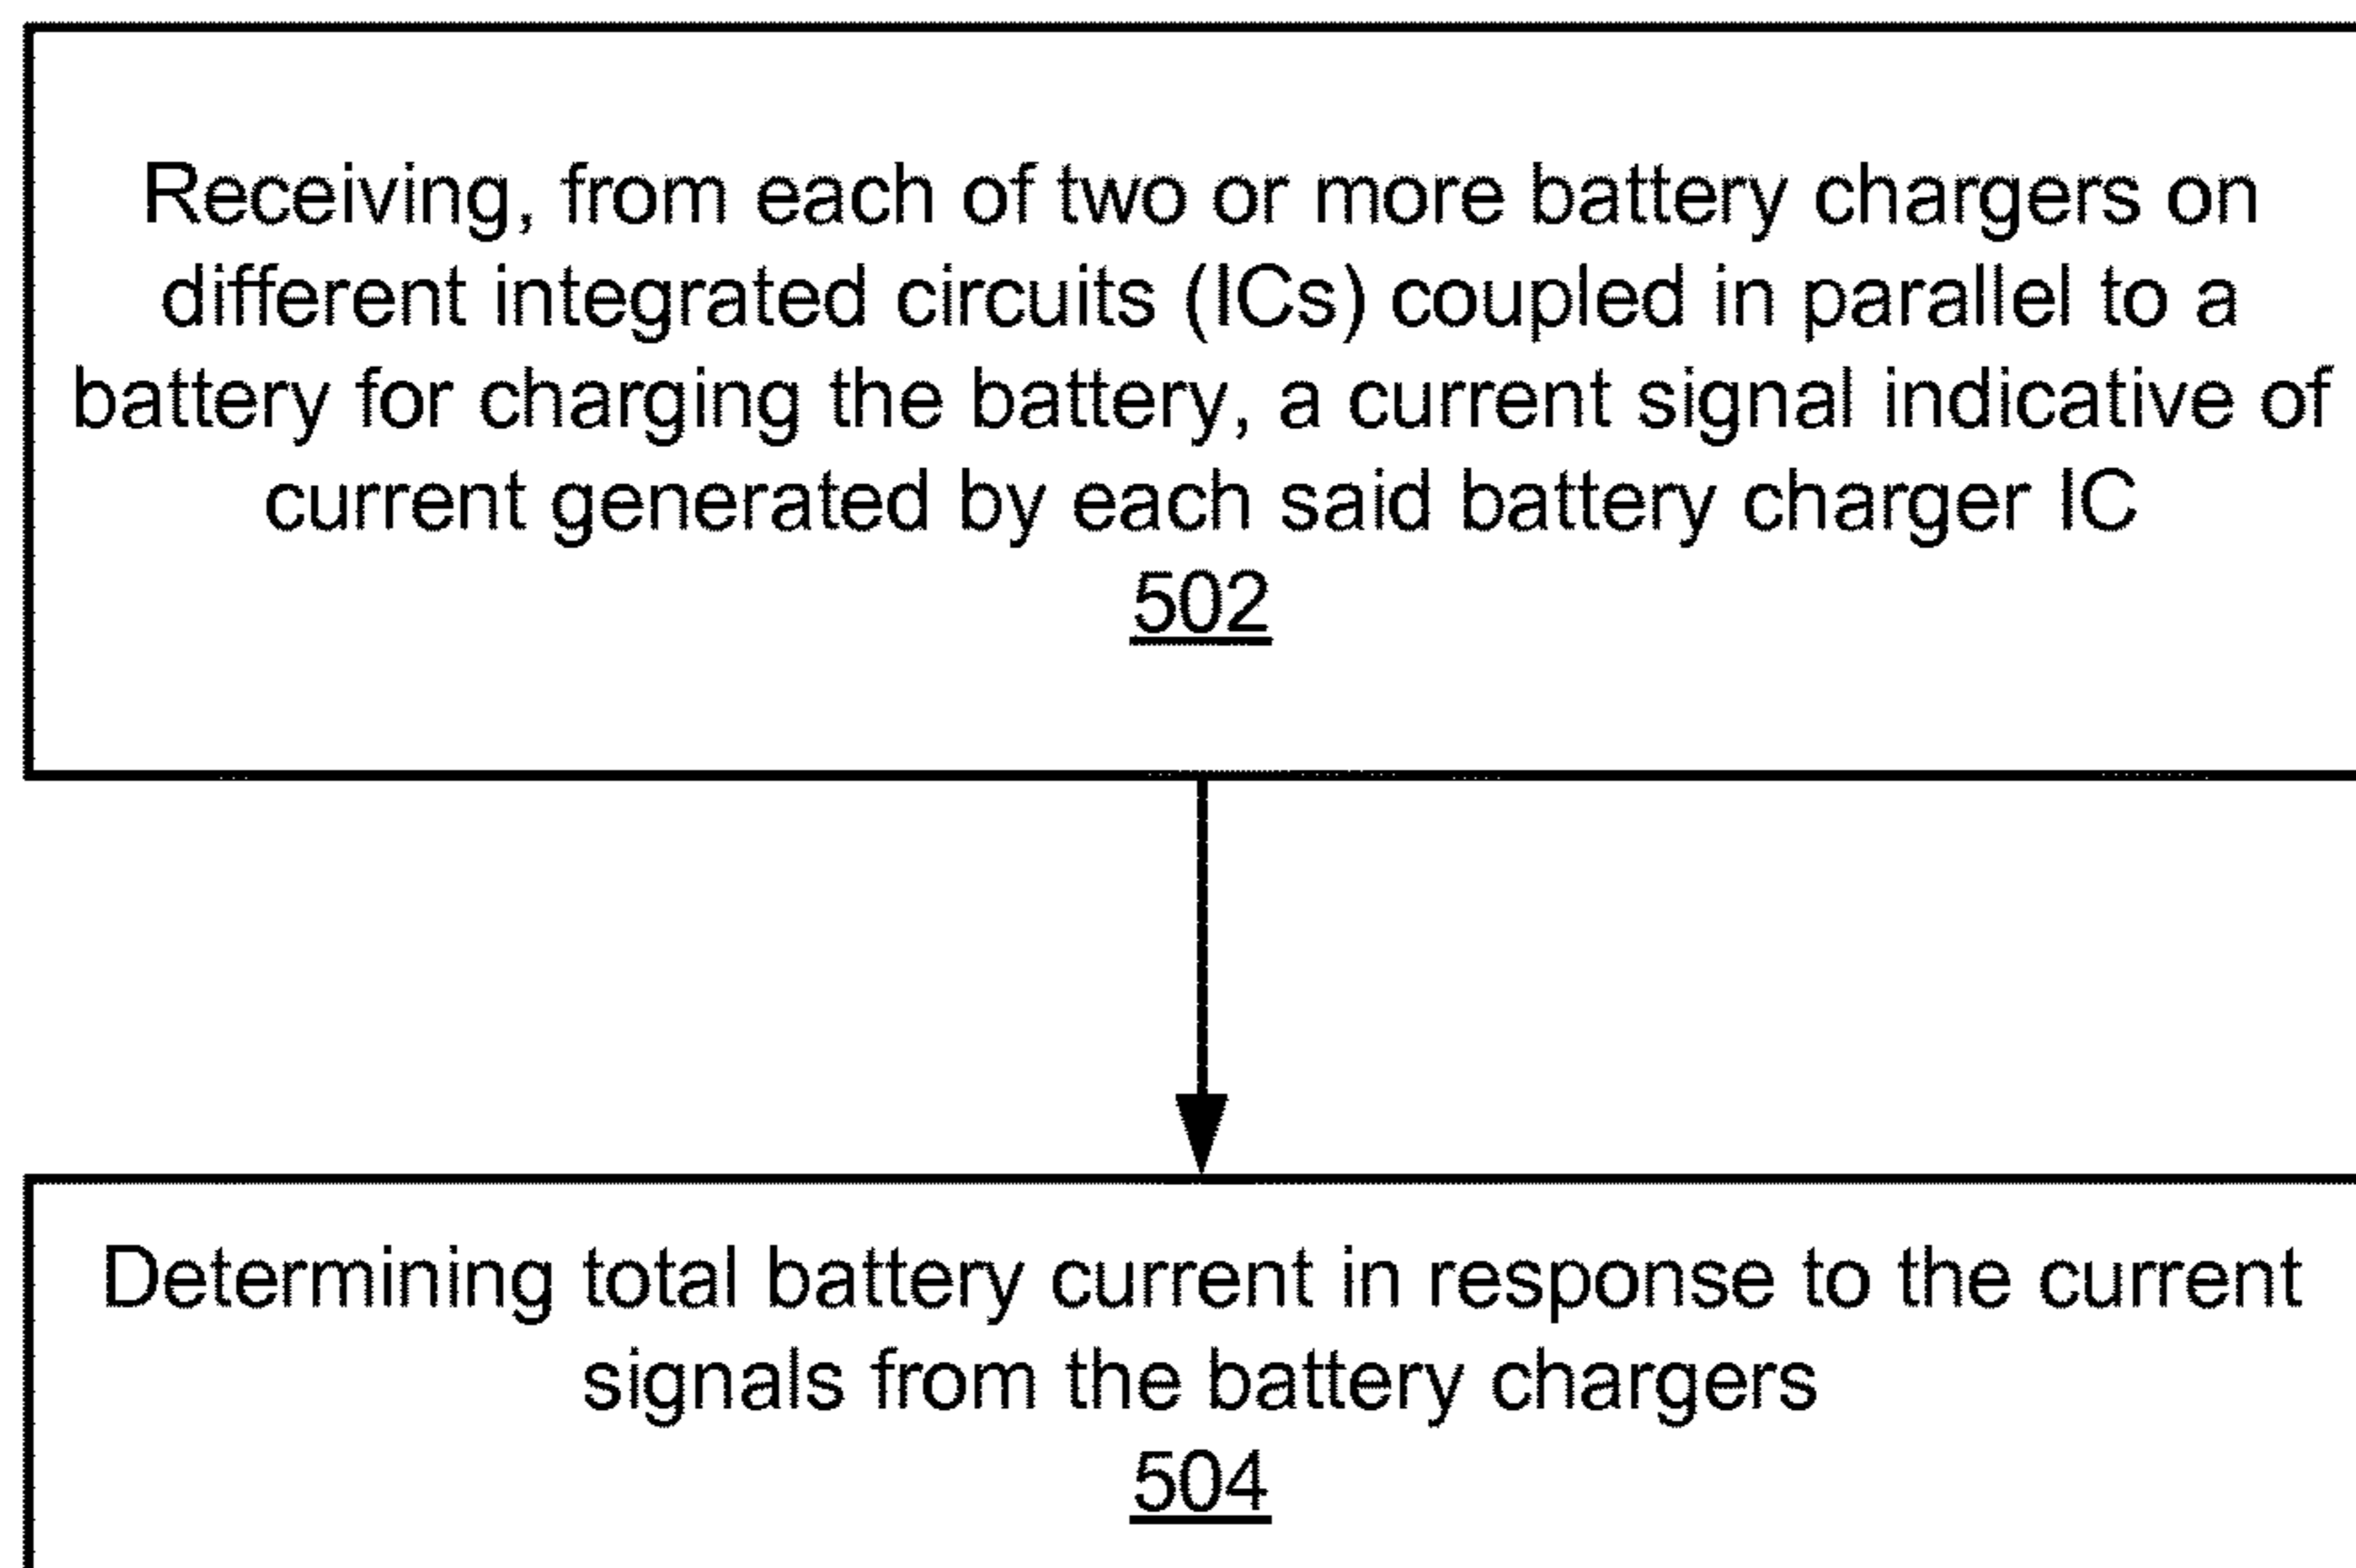 Receiving, from each of two or more battery chargers on
different integrated circuits (ICs) coupled in parallel to a
battery for charging the battery, a current signal indicative of
current generated by each said battery charger IC
502
Determining total battery current in response to the current
signals from the battery chargers
504